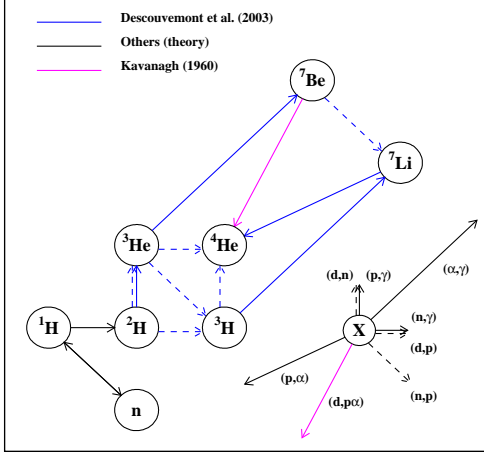 Descouvemont et al. (2003)
Others (theory)
Kavanagh (1960)
⁷Be
⁷Li
³He
⁴He
(d,n)
(p,γ)
(α,γ)
¹H
²H
³H
X
(n,γ)
(d,p)
(p,α)
(n,p)
(d,pα)
n